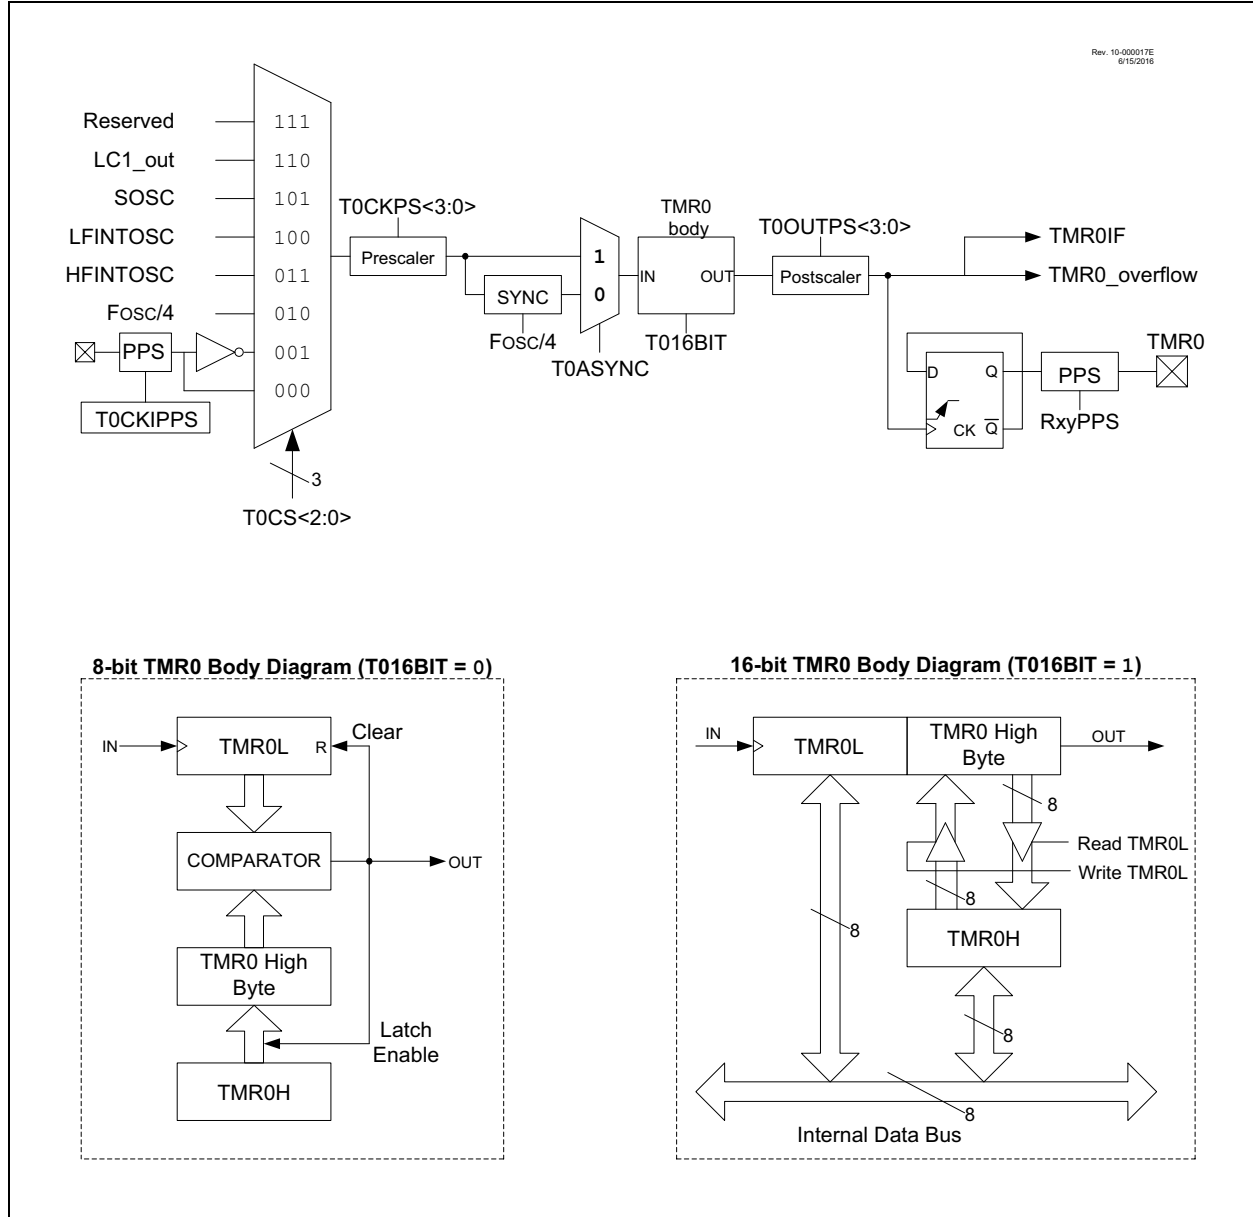 Rev. 10-000017E
6/15/2016
Reserved
111
LC1_out
110
SOSC
101
LFINTOSC
100
HFINTOSC
011
FOSC/4
010
PPS
001
000
T0CKIPPS
3
T0CS<2:0>
T0CKPS<3:0>
Prescaler
SYNC
FOSC/4
1
0
T0ASYNC
TMR0
body
IN
OUT
T016BIT
T0OUTPS<3:0>
Postscaler
TMR0IF
TMR0_overflow
D
Q
CK
Q
PPS
RxyPPS
TMR0
8-bit TMR0 Body Diagram (T016BIT = 0)
IN
TMR0L
R
Clear
COMPARATOR
OUT
TMR0 High
Byte
Latch
Enable
TMR0H
16-bit TMR0 Body Diagram (T016BIT = 1)
IN
TMR0L
TMR0 High
Byte
OUT
8
Read TMR0L
Write TMR0L
8
8
TMR0H
8
8
Internal Data Bus